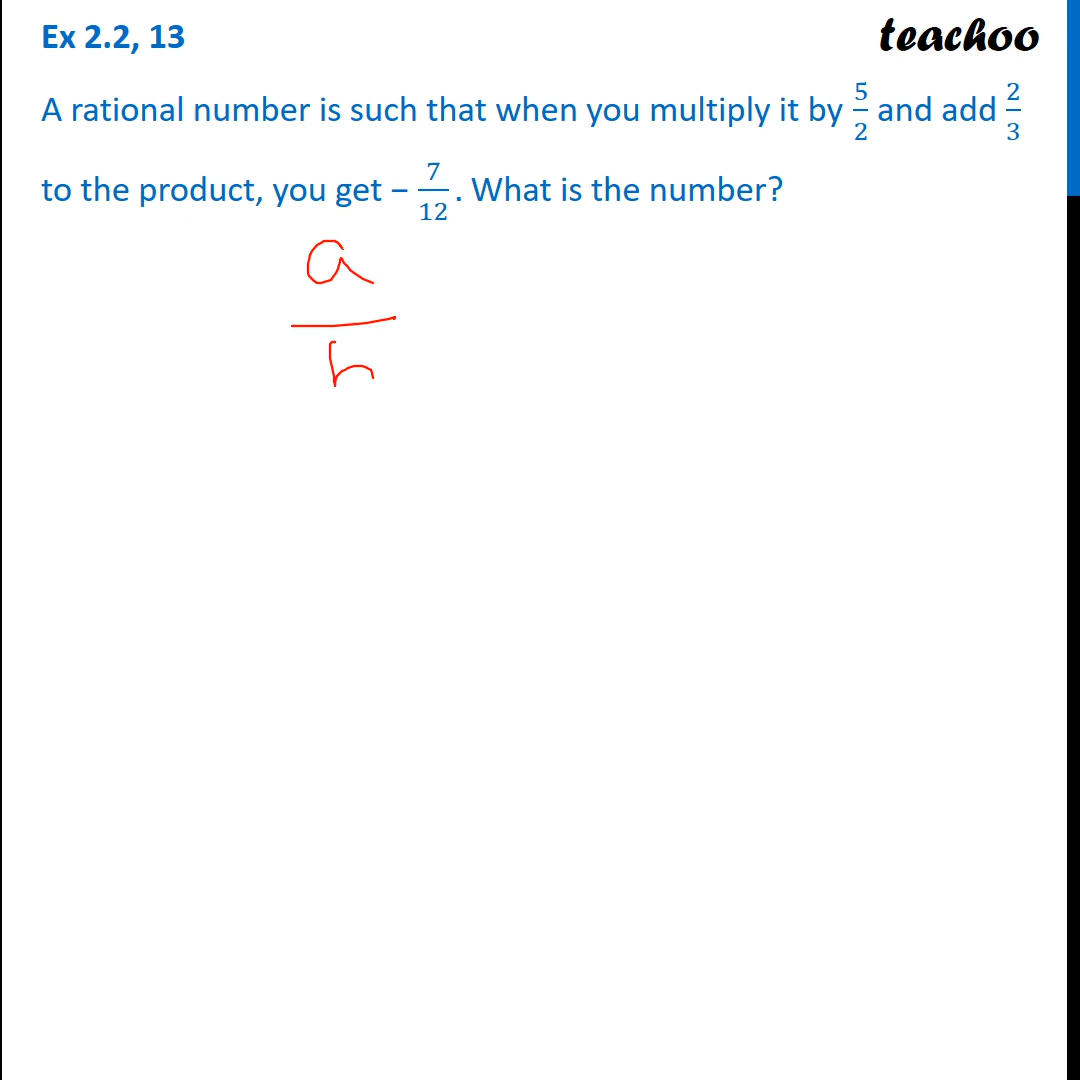 Ex 2.2, 13
teachoo
A rational number is such that when you multiply it by 5/2 and add 2/3
to the product, you get – 7/12 . What is the number?
a